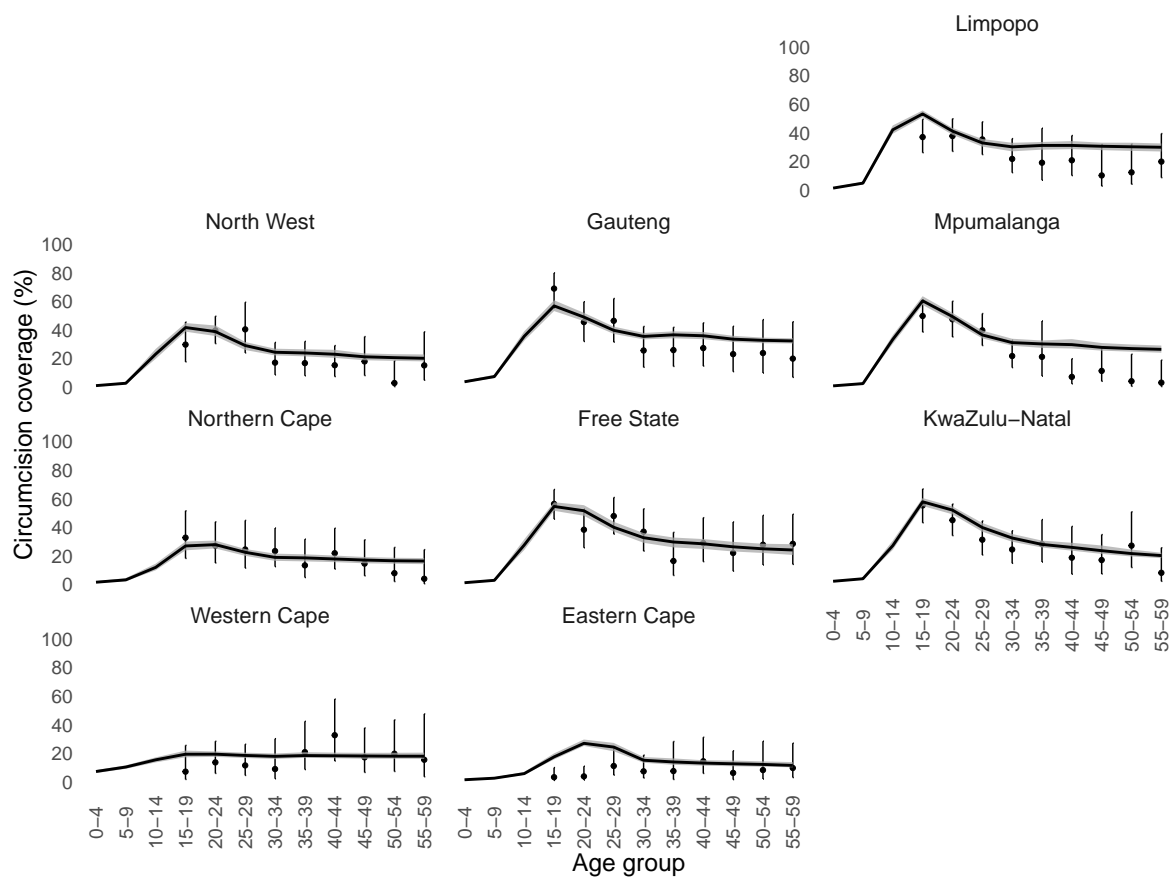 Limpopo
100
80
60
40
20
0
North West Gauteng Mpumalanga
100
80
60
40
20
0
Northern Cape Free State KwaZulu−Natal
100
80
60
40
20
0
Western Cape Eastern Cape
100
80
60
40
20
0
0−4 5−9 10−14 15−19 20−24 25−29 30−34 35−39 40−44 45−49 50−54 55−59
0−4 5−9 10−14 15−19 20−24 25−29 30−34 35−39 40−44 45−49 50−54 55−59
0−4 5−9 10−14 15−19 20−24 25−29 30−34 35−39 40−44 45−49 50−54 55−59
Age group
Circumcision coverage (%)